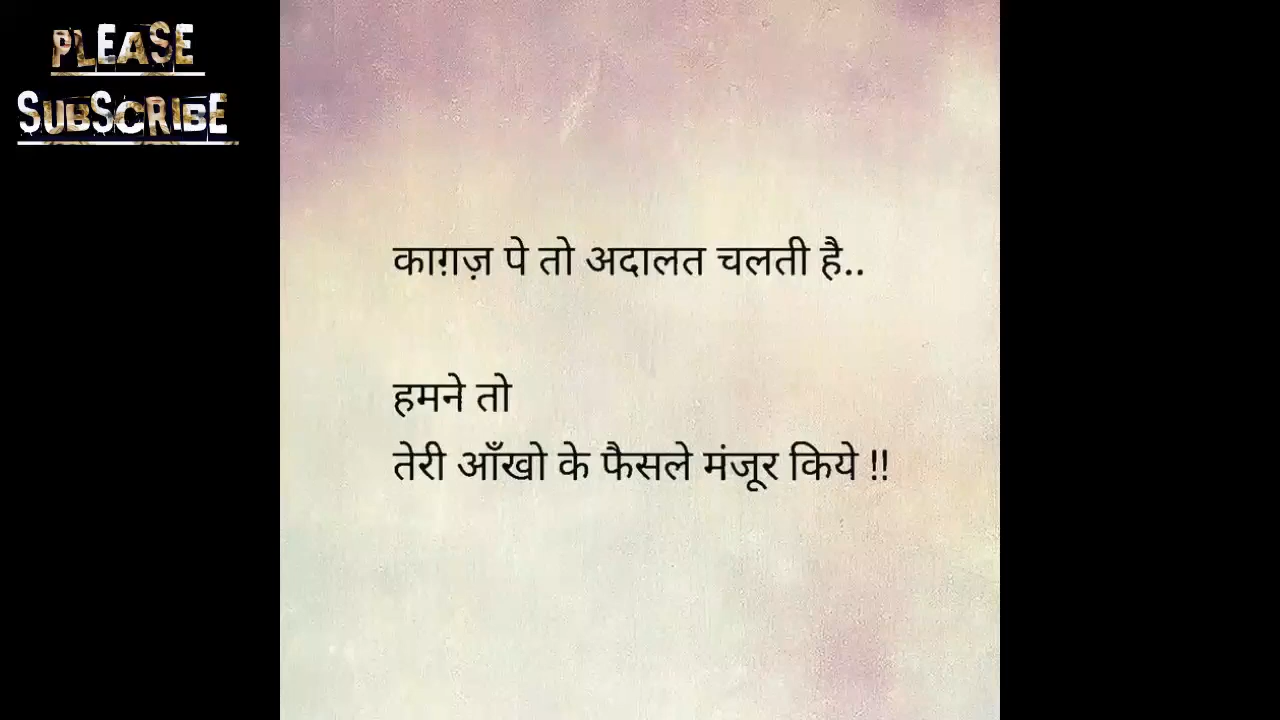 PLEASE
SUBSCRIBE
काग़ज़ पे तो अदालत चलती है..
हमने तो
तेरी आँखो के फैसले मंजूर किये !!